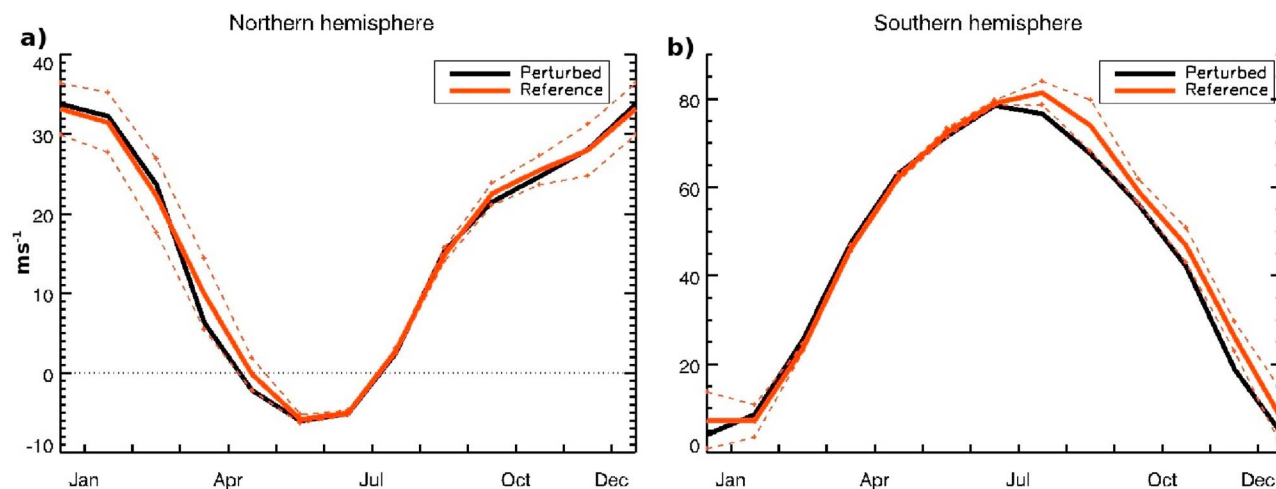 a)
Northern hemisphere
40
30
20
10
0
-10
ms⁻¹
Perturbed
Reference
Jan Apr Jul Oct Dec
b)
Southern hemisphere
80
60
40
20
0
Perturbed
Reference
Jan Apr Jul Oct Dec